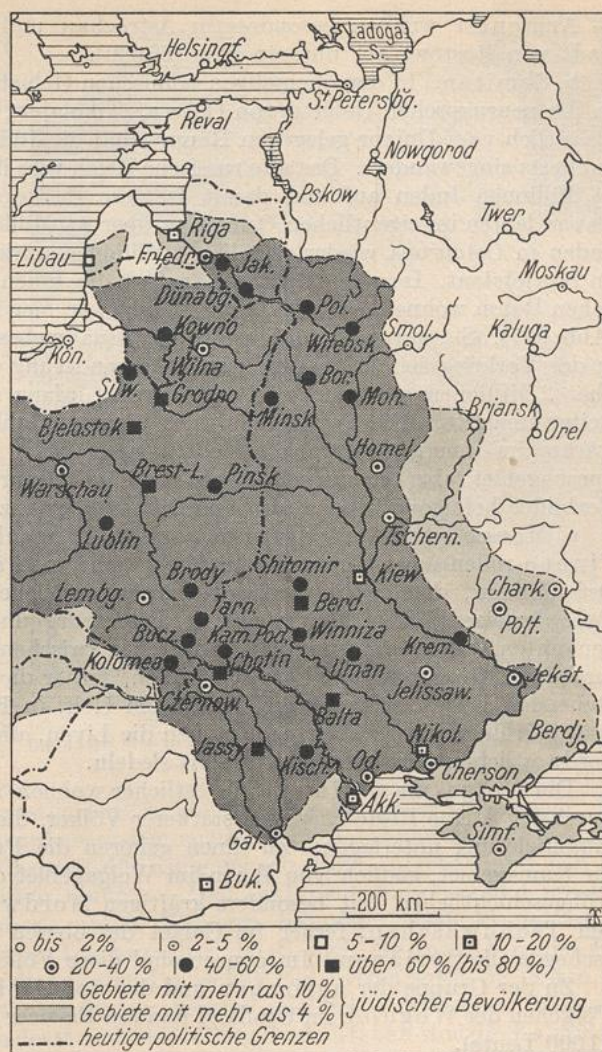 Ladoga
S.
Helsingf.
St Petersbg.
Reval
Nowgorod
Pskow
Twer
Riga
Libau
Friedr.
Jak.
Moskau
Dünabg.
Pol.
Kowno
Witebsk
Smol.
Kaluga
Kön.
Wilna
Bor.
Suw.
Grodno
Minsk
Moh.
Brjansk
Bjelostok
Orel
Homel
Brest-L.
Pinsk
Warschau
Tschern.
Lublin
Shitomir
Kiew
Brody
Chark.
Lembg.
Berd.
Polt.
Tarn.
Bucz.
Kam.Pod.
Winniza
Krem.
Kolomea
Chotin
Uman
Jekat.
Czernow.
Jelissaw.
Balta
Jassy
Nikol.
Berdj.
Kisch.
Od.
Cherson
Akk.
Gal.
Simf.
Buk.
200 km
bis 2% 2-5% 5-10% 10-20%
20-40% 40-60% über 60% (bis 80%)
Gebiete mit mehr als 10%
Gebiete mit mehr als 4%
jüdischer Bevölkerung
heutige politische Grenzen